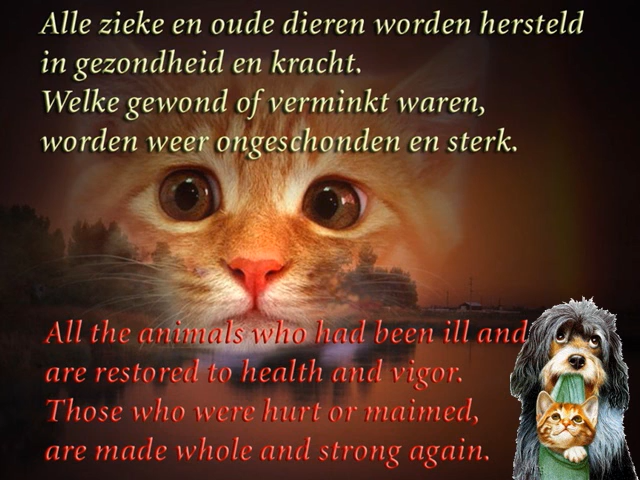 Alle zieke en oude dieren worden hersteld
in gezondheid en kracht.
Welke gewond of verminkt waren,
worden weer ongeschonden en sterk.
All the animals who had been ill and
are restored to health and vigor.
Those who were hurt or maimed,
are made whole and strong again.